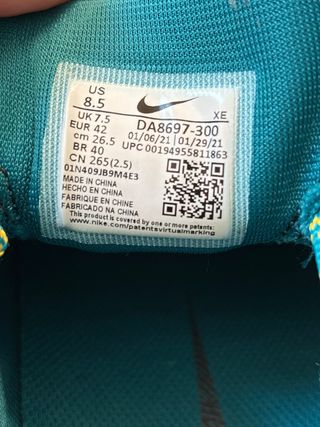 US
8.5
XE
UK 7.5
DA8697-300
EUR 42
01/06/21 | 01/29/21
cm 26.5
UPC 00194955811863
BR 40
CN 265(2.5)
01N409JB9M4E3
MADE IN CHINA
HECHO EN CHINA
FABRIQUE EN CHINE
FABRICADO NA CHINA
This product is covered by one or more patents:
www.nike.com/patentsvirtualmarking